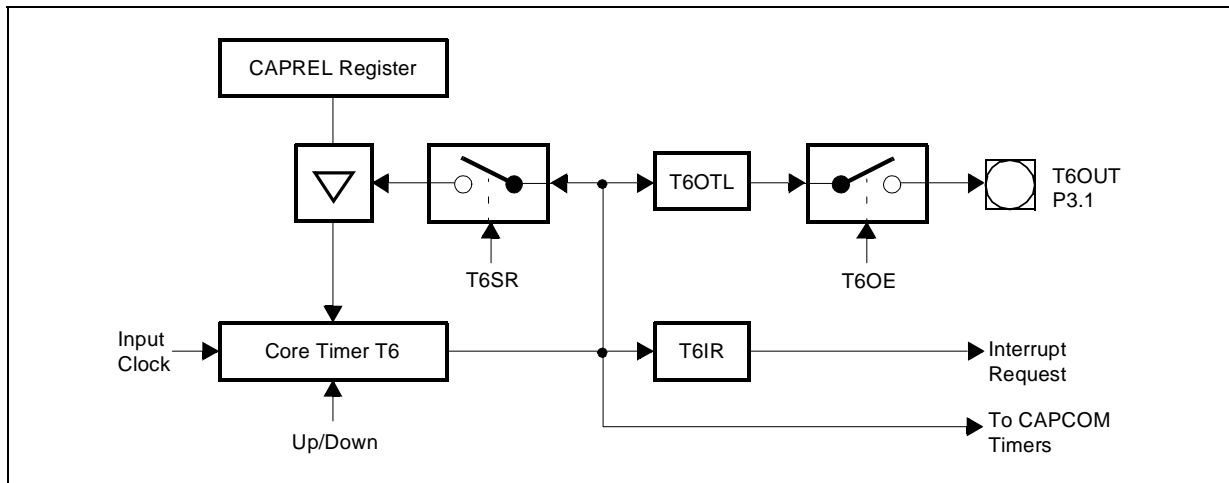 CAPREL Register
T6OTL
T6OUT
P3.1
T6SR
T6OE
Input
Clock
Core Timer T6
T6IR
Interrupt
Request
Up/Down
To CAPCOM
Timers